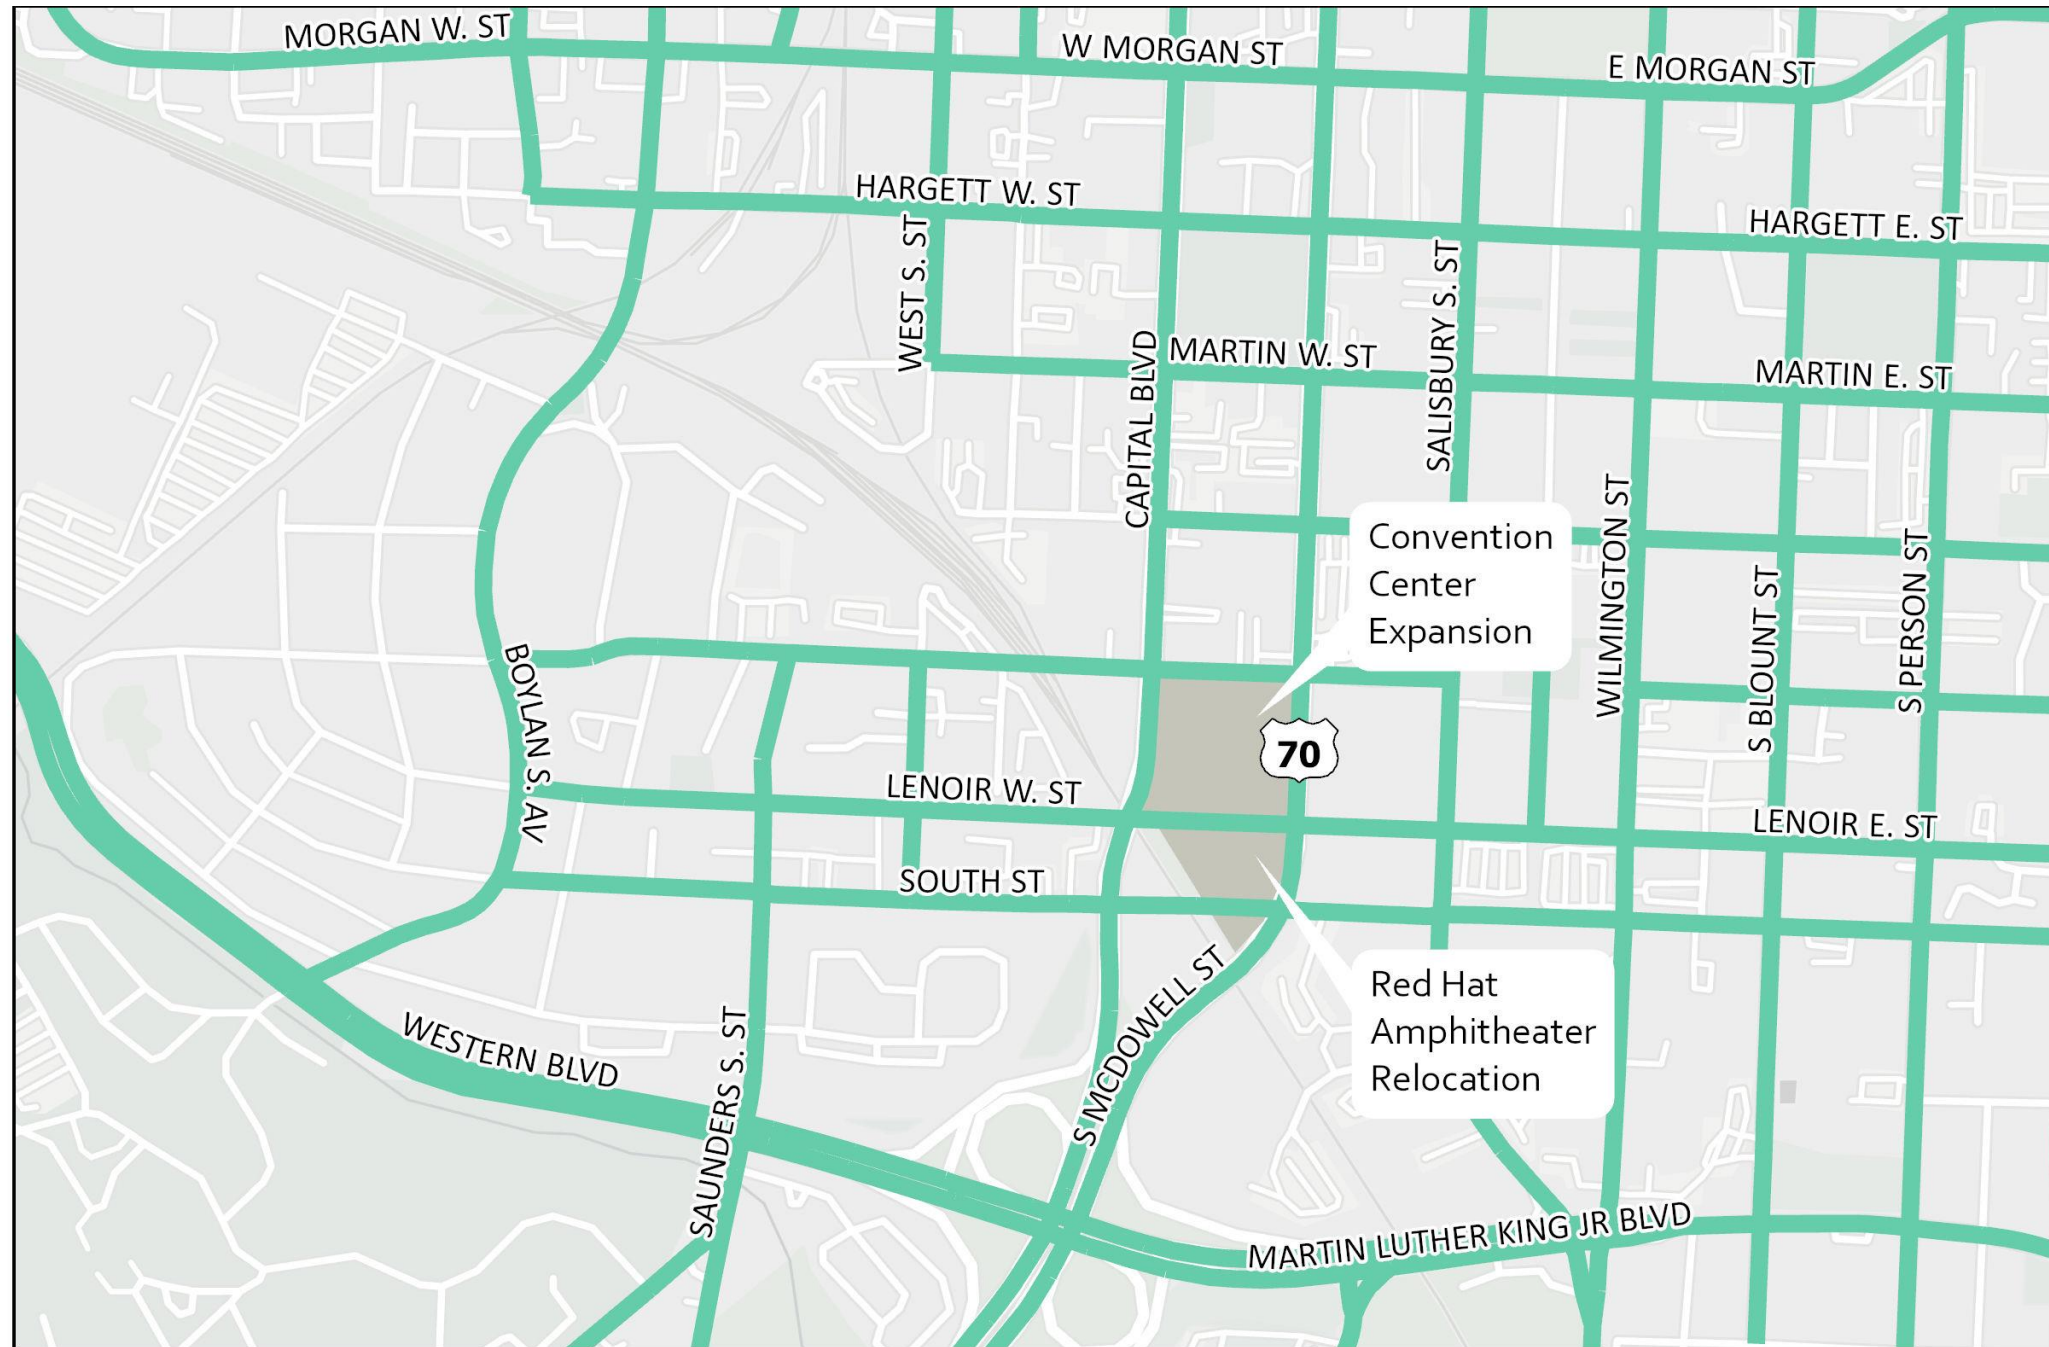 MORGAN W. ST
W MORGAN ST
E MORGAN ST
HARGETT W. ST
HARGETT E. ST
WEST S. ST
SALISBURY S. ST
CAPITAL BLVD
MARTIN W. ST
MARTIN E. ST
WILMINGTON ST
S BLOUNT ST
S PERSON ST
Convention
Center
Expansion
BOYLAN S. AV
70
LENOIR W. ST
LENOIR E. ST
SOUTH ST
S MCDOWELL ST
Red Hat
Amphitheater
Relocation
WESTERN BLVD
SAUNDERS S. ST
MARTIN LUTHER KING JR BLVD